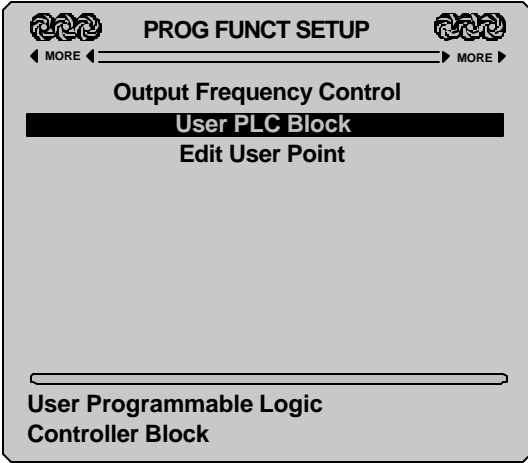 PROG FUNCT SETUP
MORE MORE
Output Frequency Control
User PLC Block
Edit User Point
User Programmable Logic
Controller Block